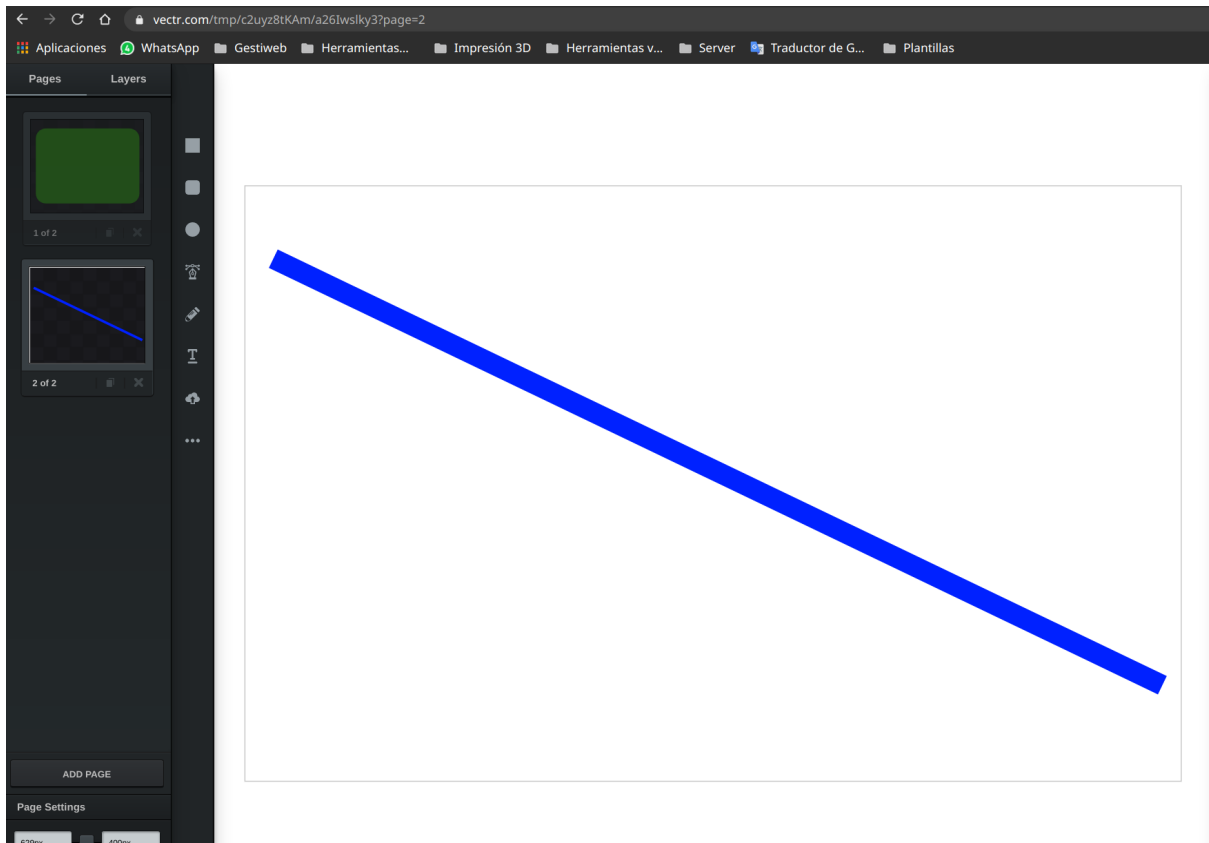 vectr.com/tmp/c2uyz8tKAm/a26Iwslky3?page=2
Aplicaciones WhatsApp Gestiweb Herramientas... Impresión 3D Herramientas v... Server Traductor de G... Plantillas
Pages Layers
1 of 2
2 of 2
ADD PAGE
Page Settings